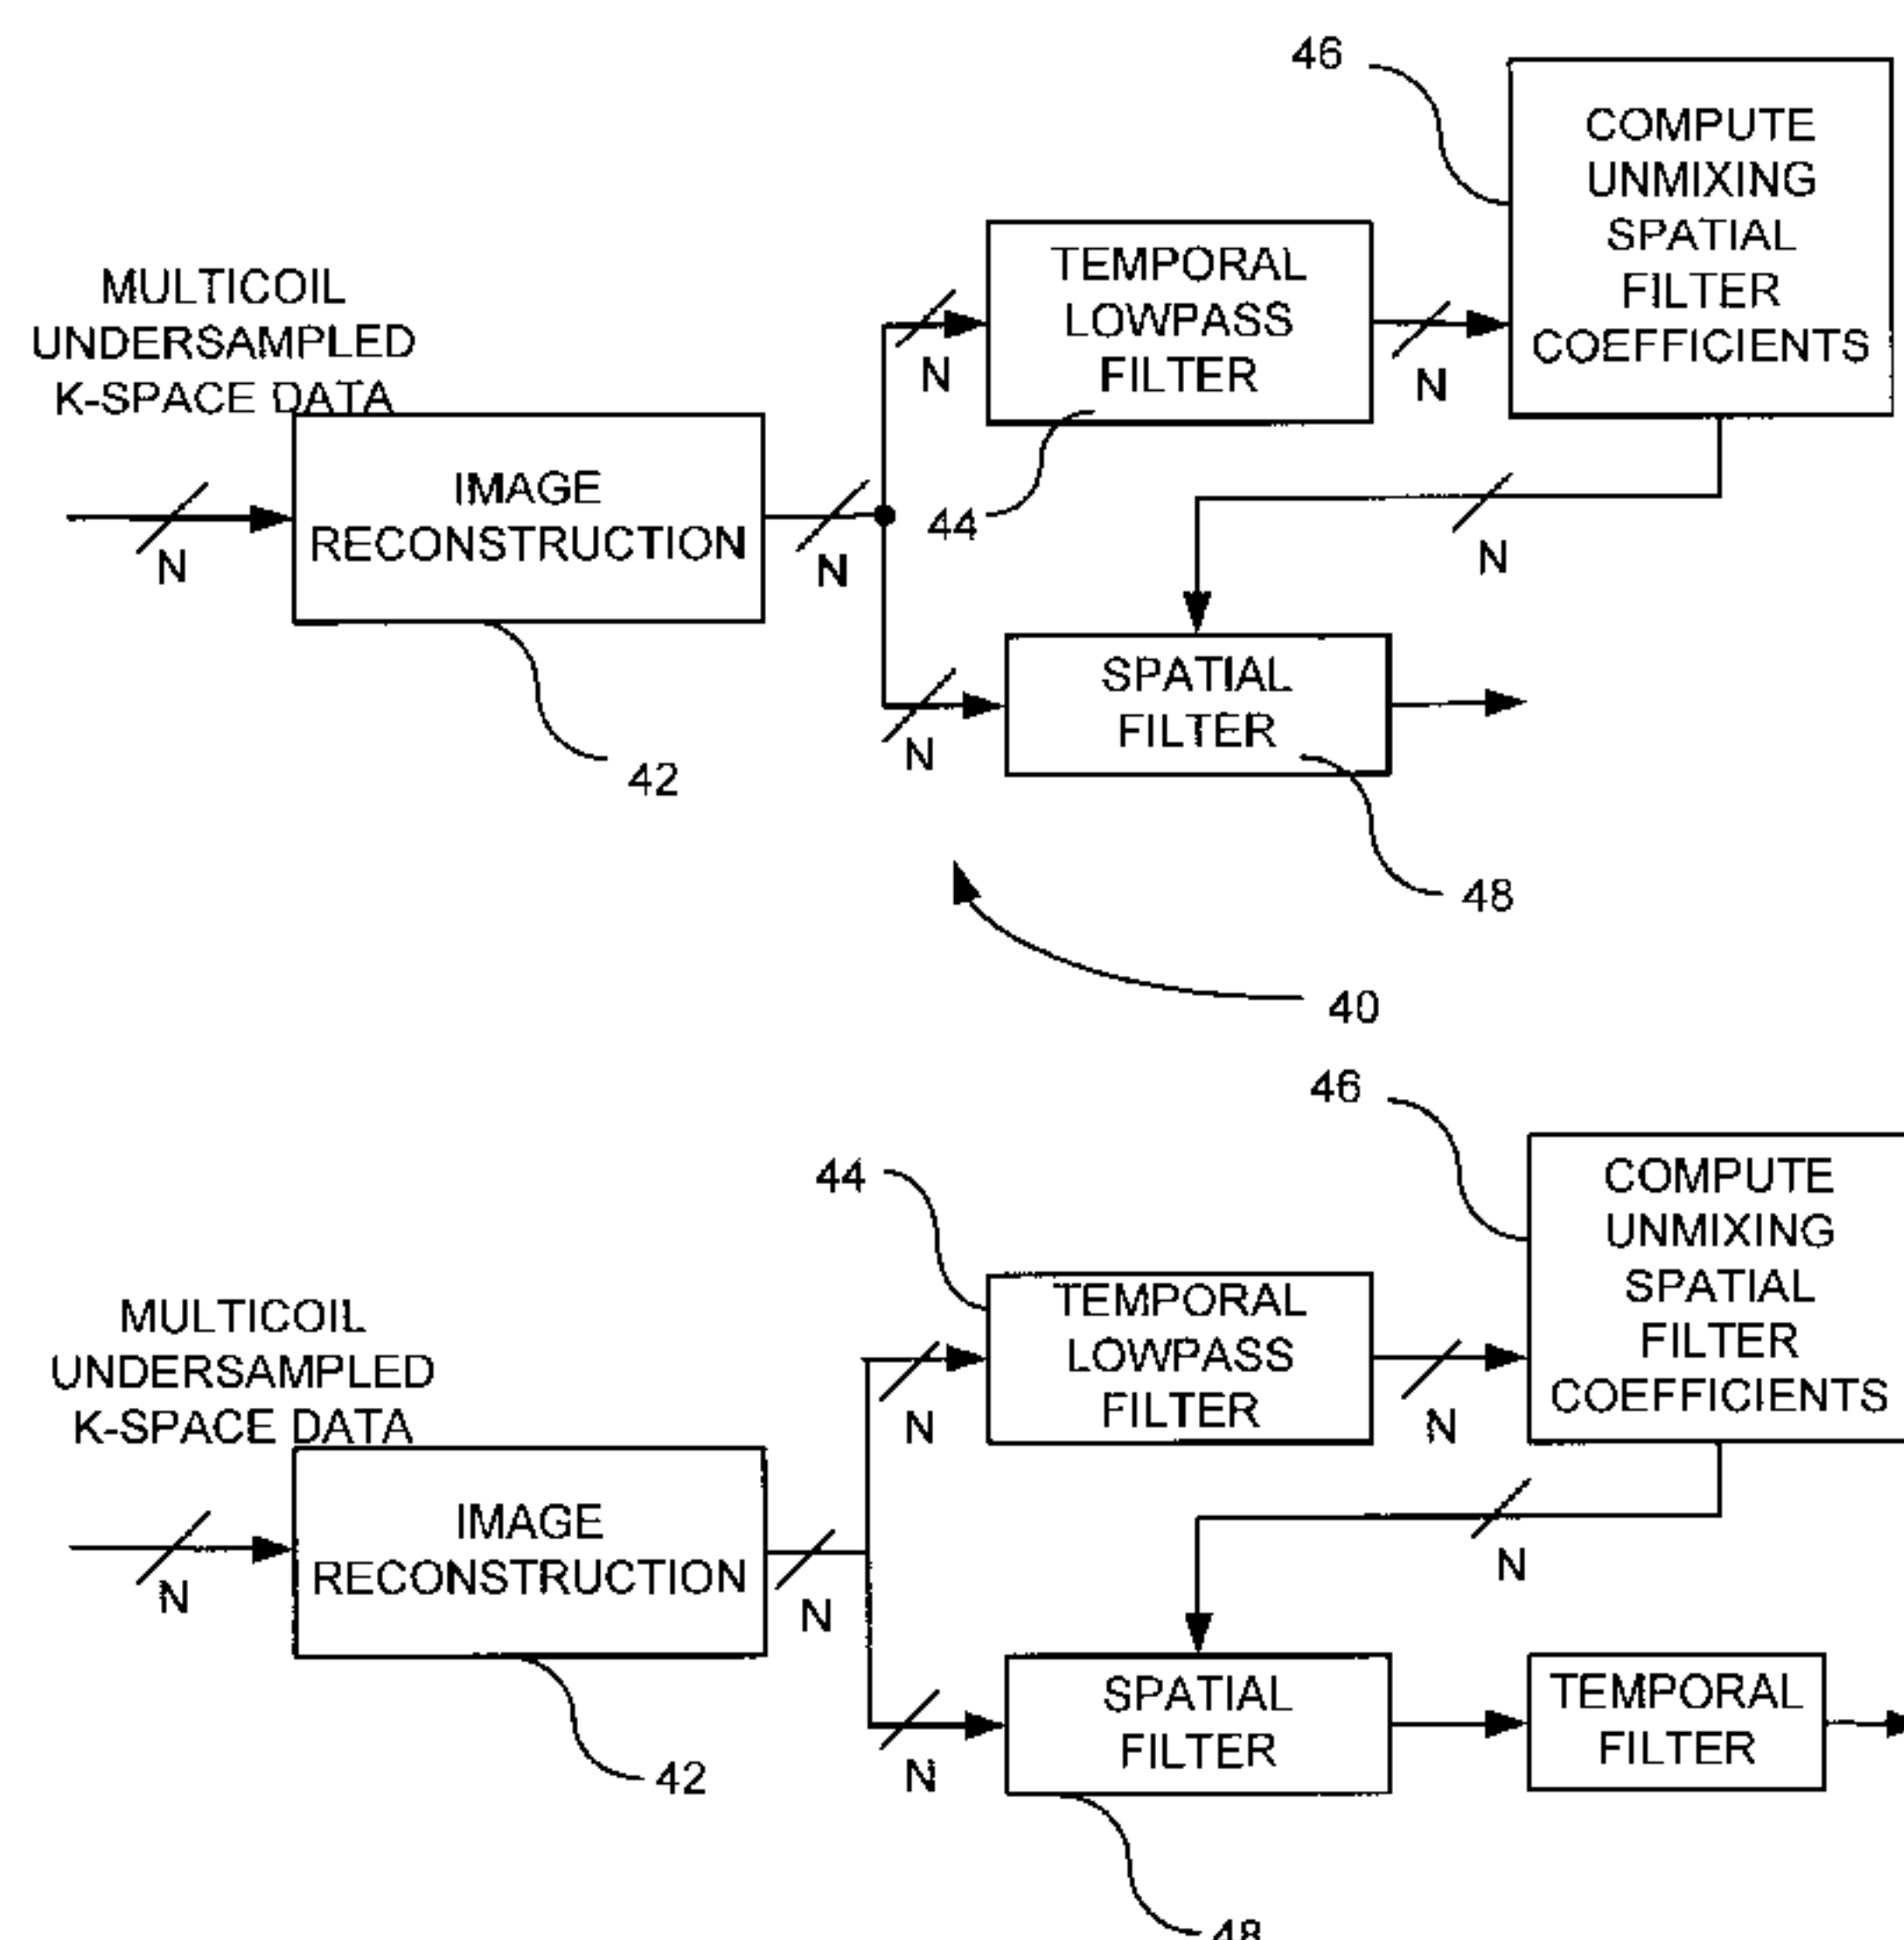 46
COMPUTE
UNMIXING
SPATIAL
FILTER
COEFFICIENTS
TEMPORAL
LOWPASS
FILTER
MULTICOIL
UNDERSAMPLED
K-SPACE DATA
N
N
IMAGE
RECONSTRUCTION
44
N
N
N
SPATIAL
FILTER
N
42
48
40
46
COMPUTE
UNMIXING
SPATIAL
FILTER
COEFFICIENTS
44
TEMPORAL
LOWPASS
FILTER
MULTICOIL
UNDERSAMPLED
K-SPACE DATA
N
N
IMAGE
RECONSTRUCTION
N
N
N
SPATIAL
FILTER
TEMPORAL
FILTER
N
42
48